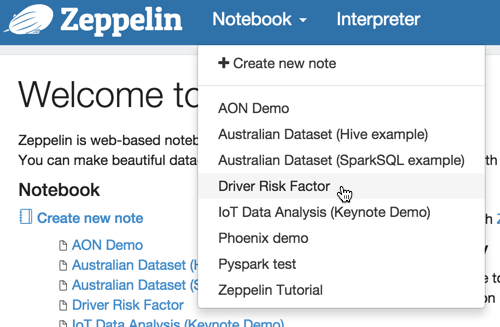 Zeppelin Notebook Interpreter
Create new note
AON Demo
Australian Dataset (Hive example)
Australian Dataset (SparkSQL example)
Driver Risk Factor
IoT Data Analysis (Keynote Demo)
Phoenix demo
Pyspark test
Zeppelin Tutorial
Welcome to
Zeppelin is web-based noteb
You can make beautiful data
Notebook
Create new note
AON Demo
Australian Dataset (H
Australian Dataset (S
Driver Risk Factor
IoT Data Analysis (Keynote Demo)